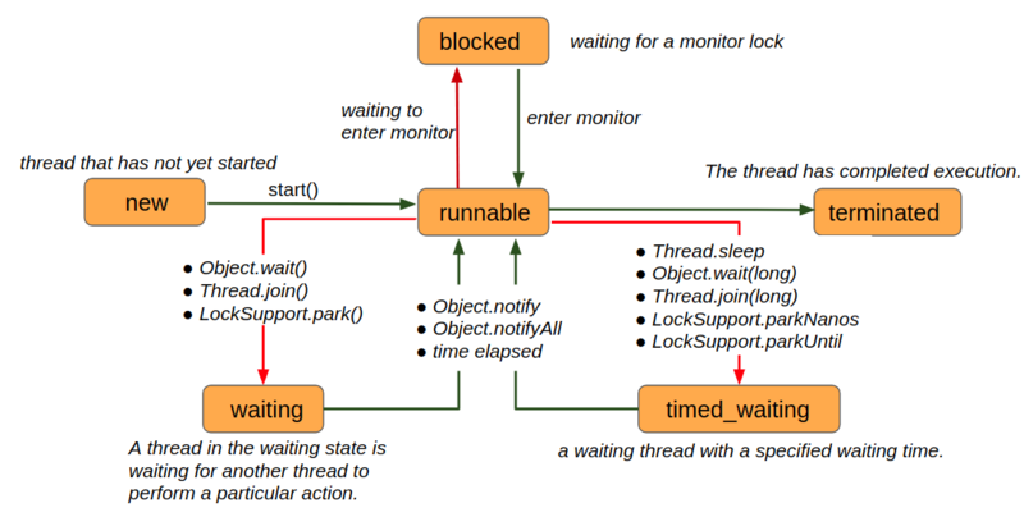 blocked
waiting for a monitor lock
waiting to
enter monitor
enter monitor
thread that has not yet started
The thread has completed execution.
new
start()
runnable
terminated
● Object.wait()
● Thread.join()
● LockSupport.park()
● Object.notify
● Object.notifyAll
● time elapsed
● Thread.sleep
● Object.wait(long)
● Thread.join(long)
● LockSupport.parkNanos
● LockSupport.parkUntil
waiting
timed_waiting
A thread in the waiting state is
waiting for another thread to
perform a particular action.
a waiting thread with a specified waiting time.